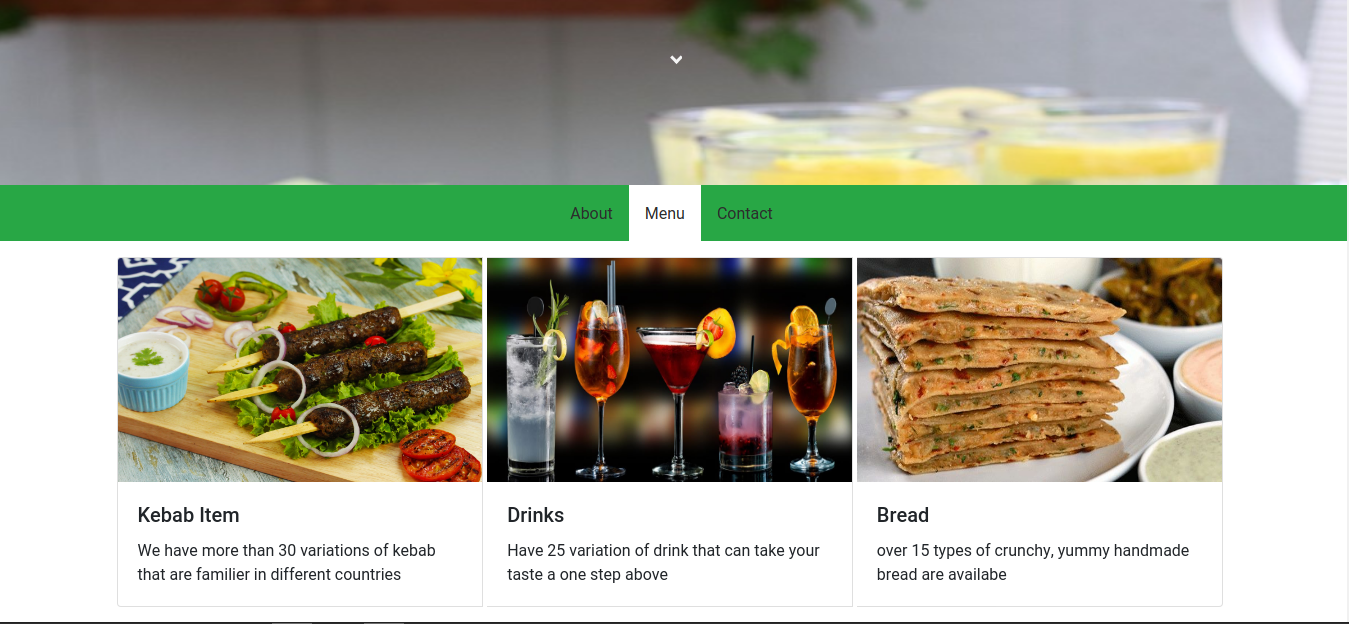 About Menu Contact
Kebab Item
We have more than 30 variations of kebab
that are familier in different countries
Drinks
Have 25 variation of drink that can take your
taste a one step above
Bread
over 15 types of crunchy, yummy handmade
bread are availabe